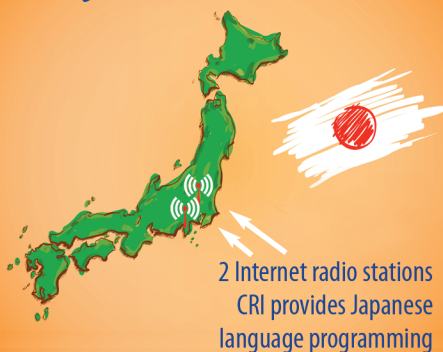 2 Internet radio stations
CRI provides Japanese
language programming